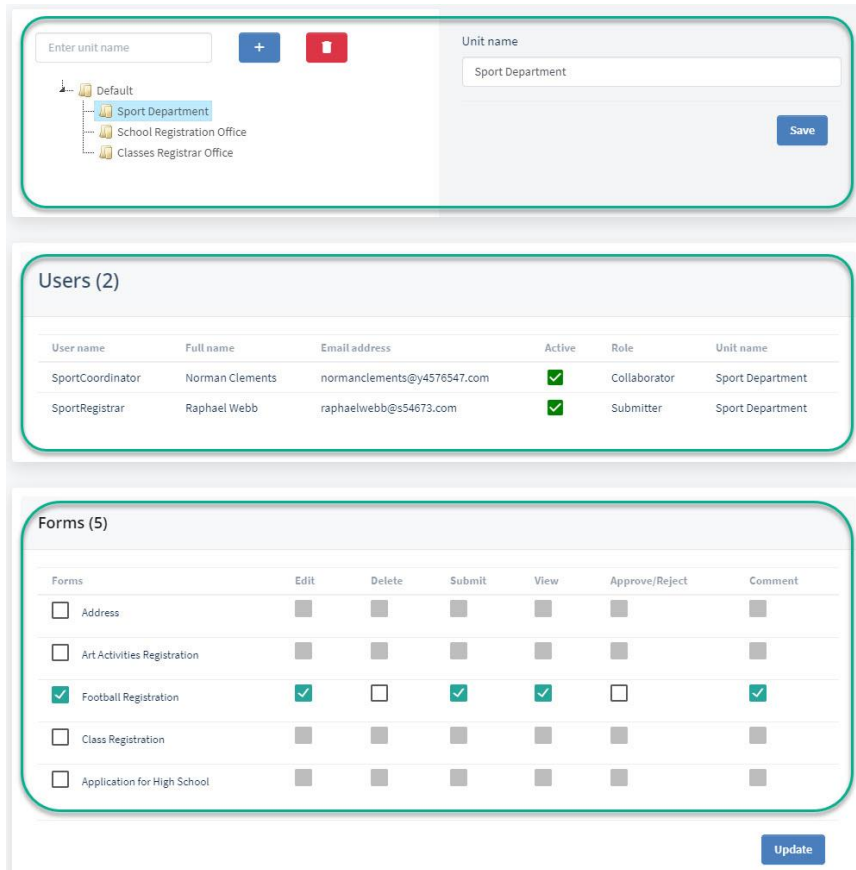 Enter unit name +
Unit name
Sport Department
Default
Sport Department
School Registration Office
Classes Registrar Office
Save
Users (2)
User name Full name Email address Active Role Unit name
SportCoordinator Norman Clements normanclements@y4576547.com Collaborator Sport Department
SportRegistrar Raphael Webb raphaelwebb@s54673.com Submitter Sport Department
Forms (5)
Forms Edit Delete Submit View Approve/Reject Comment
Address
Art Activities Registration
Football Registration
Class Registration
Application for High School
Update